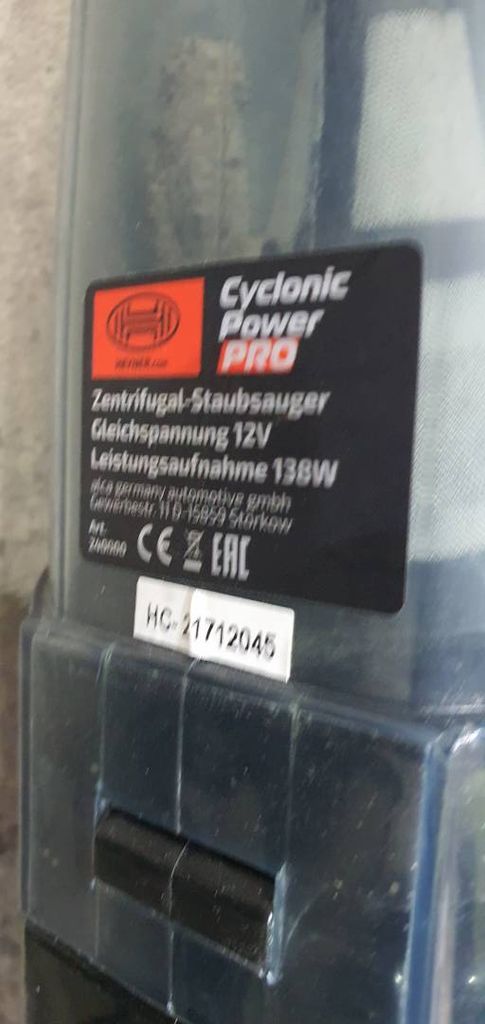 HEYNER.com
Cyclonic
Power
PRO
Zentrifugal-Staubsauger
Gleichspannung 12V
Leistungsaufnahme 138W
alca germany automotive gmbh
Gewerbestr. 11 D-15859 Storkow
Art.
240000
CE EAC
HC-21712045